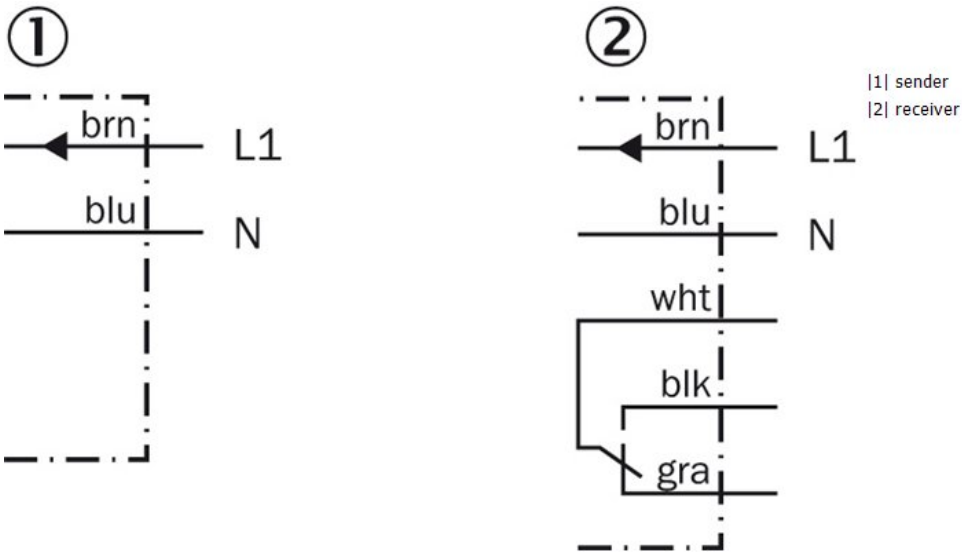 ①
brn L1
blu N
②
brn L1
blu N
wht
blk
gra
|1| sender
|2| receiver